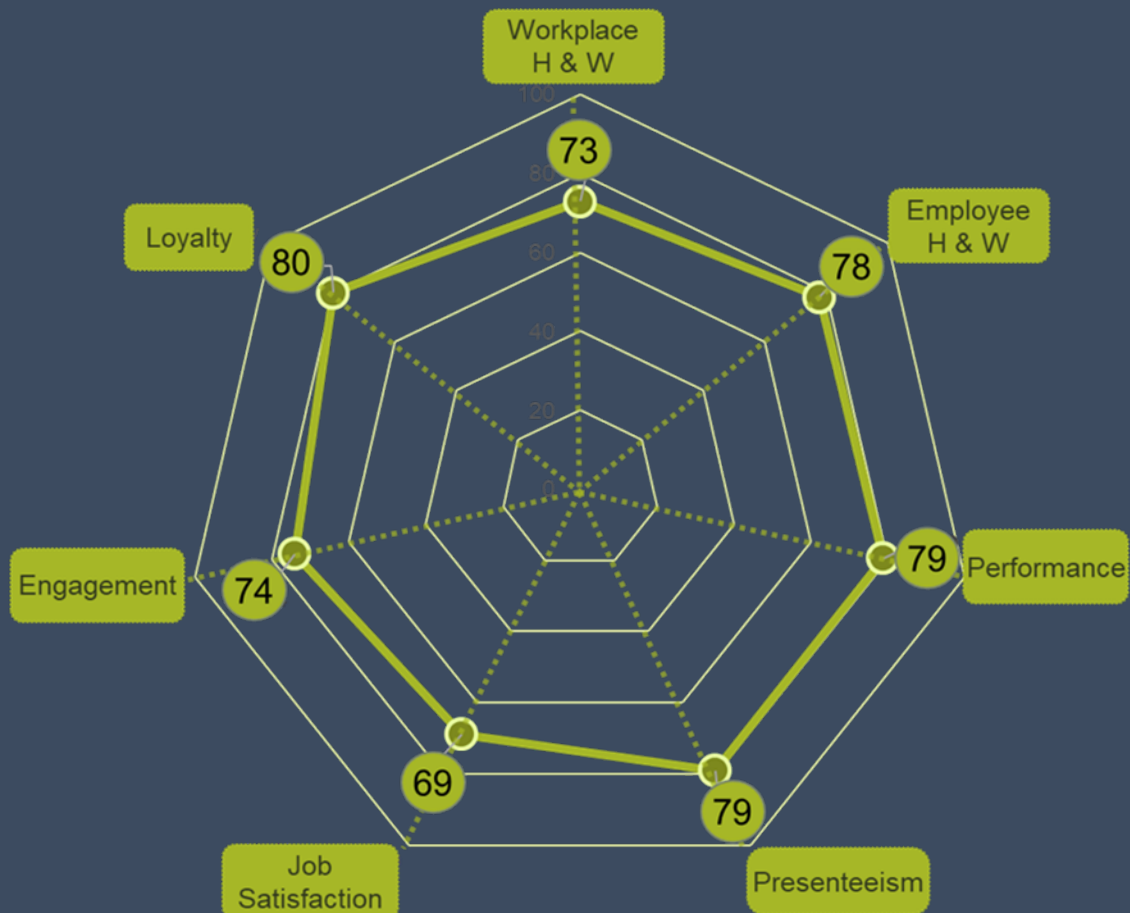 Workplace
H & W
100
73
80
Employee
H & W
Loyalty
80
78
60
40
20
0
Engagement
74
79
Performance
69
79
Job
Satisfaction
Presenteeism